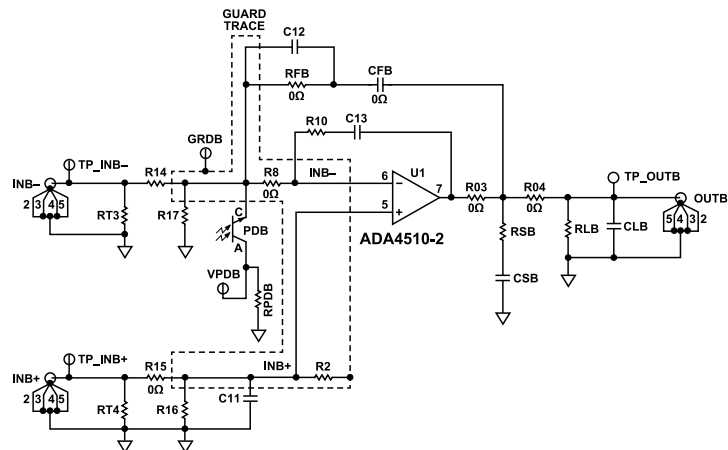 GUARD
TRACE
C12
RFB
0Ω
CFB
0Ω
R10
C13
GRDB
TP_INB–
INB–
2 3 4 5
RT3
R14
R17
R8
0Ω
INB–
6
–
5
+
U1
7
ADA4510-2
R03
0Ω
R04
0Ω
TP_OUTB
OUTB
5 4 3 2
RSB
CSB
RLB
CLB
C
PDB
A
VPDB
RPDB
TP_INB+
INB+
2 3 4 5
RT4
R15
0Ω
R16
C11
INB+
R2